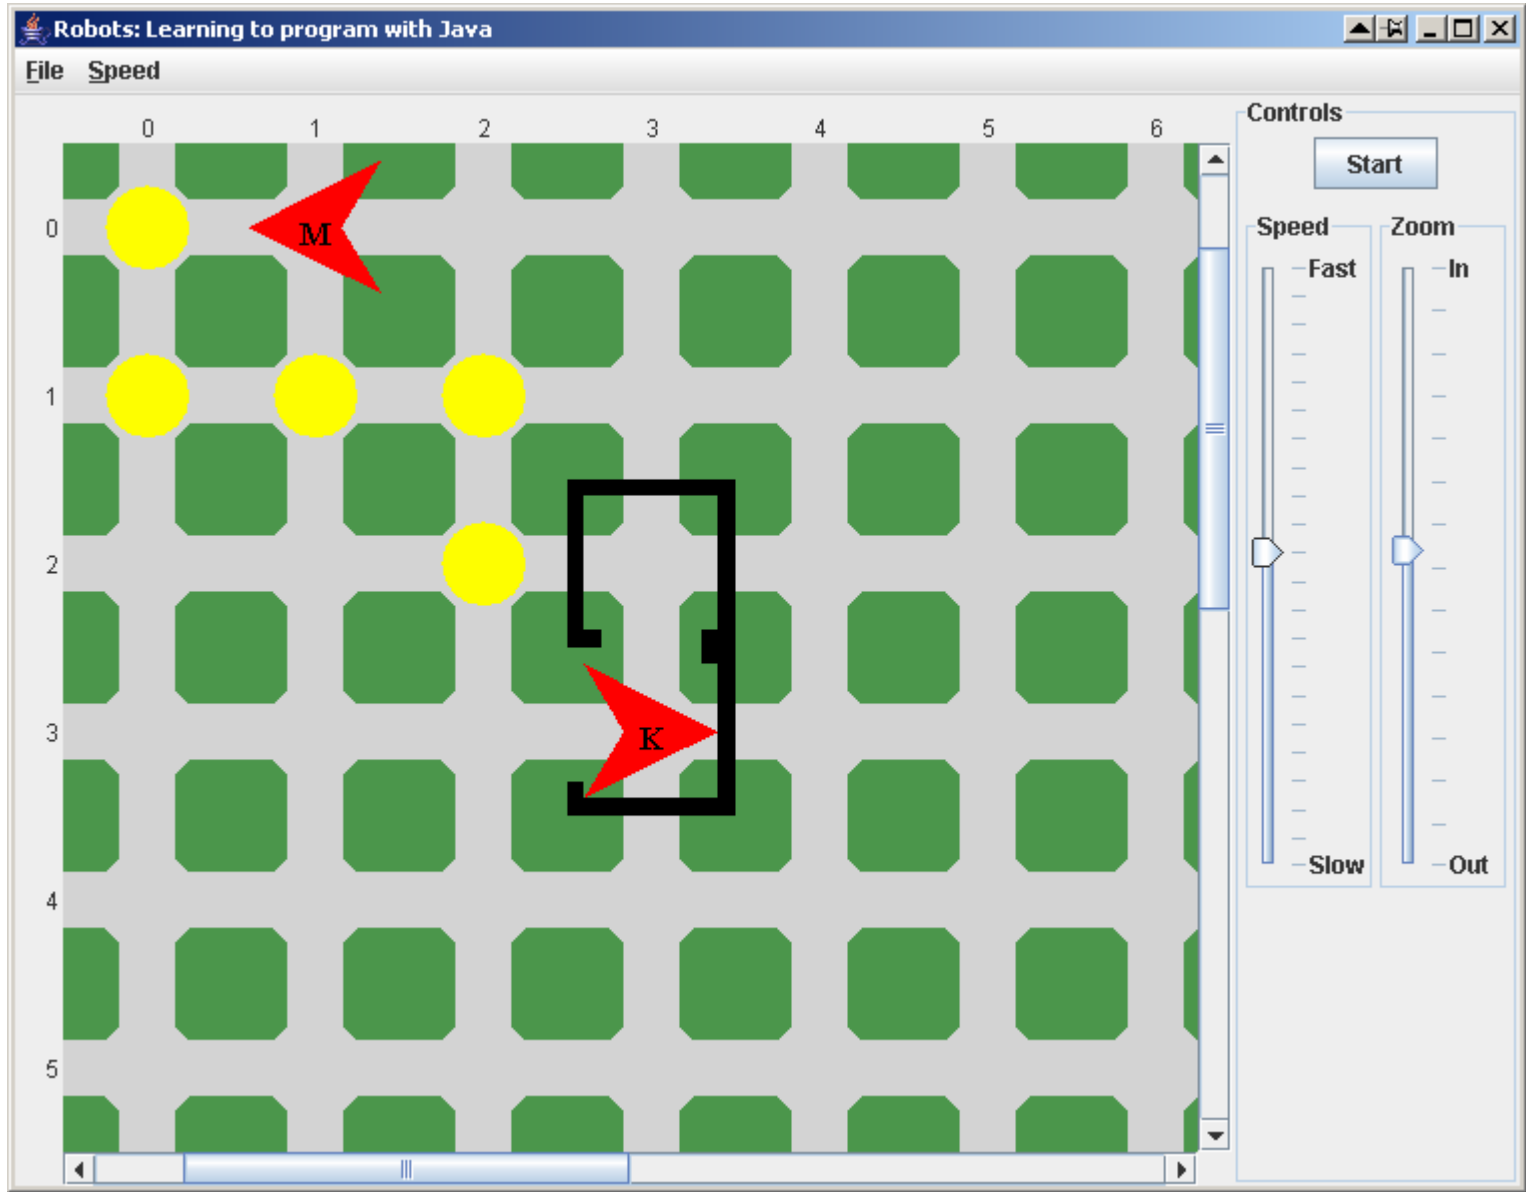 Robots: Learning to program with Java
File Speed
0 1 2 3 4 5 6
0
1
2
3
4
5
M
K
Controls
Start
Speed Zoom
Fast In
Slow Out